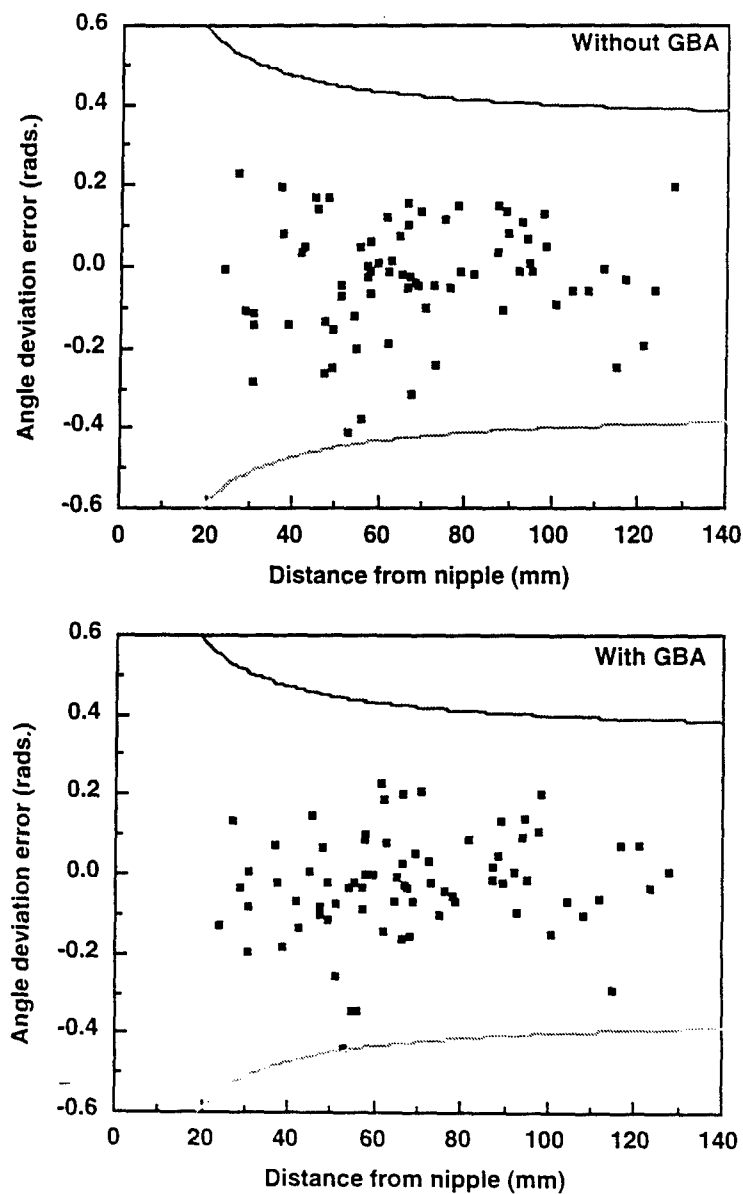 Without GBA
Angle deviation error (rads.)
0.6
0.4
0.2
0.0
-0.2
-0.4
-0.6
0 20 40 60 80 100 120 140
Distance from nipple (mm)
With GBA
Angle deviation error (rads.)
0.6
0.4
0.2
0.0
-0.2
-0.4
-0.6
0 20 40 60 80 100 120 140
Distance from nipple (mm)